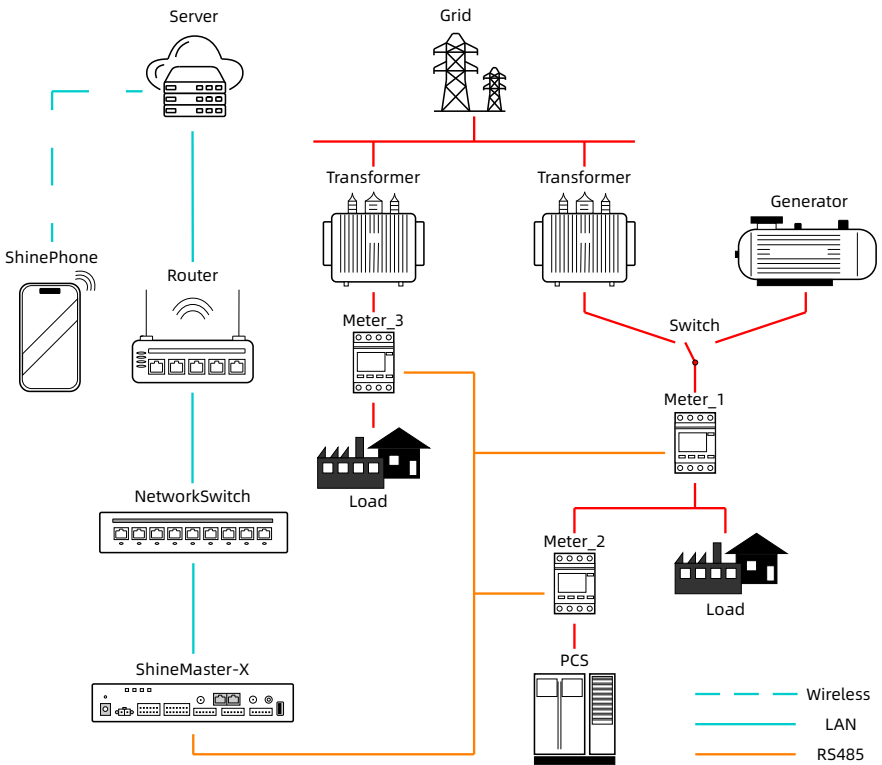 Server
Grid
Transformer
Transformer
Generator
ShinePhone
Router
Meter_3
Switch
Meter_1
NetworkSwitch
Load
Meter_2
Load
ShineMaster-X
PCS
Wireless
LAN
RS485